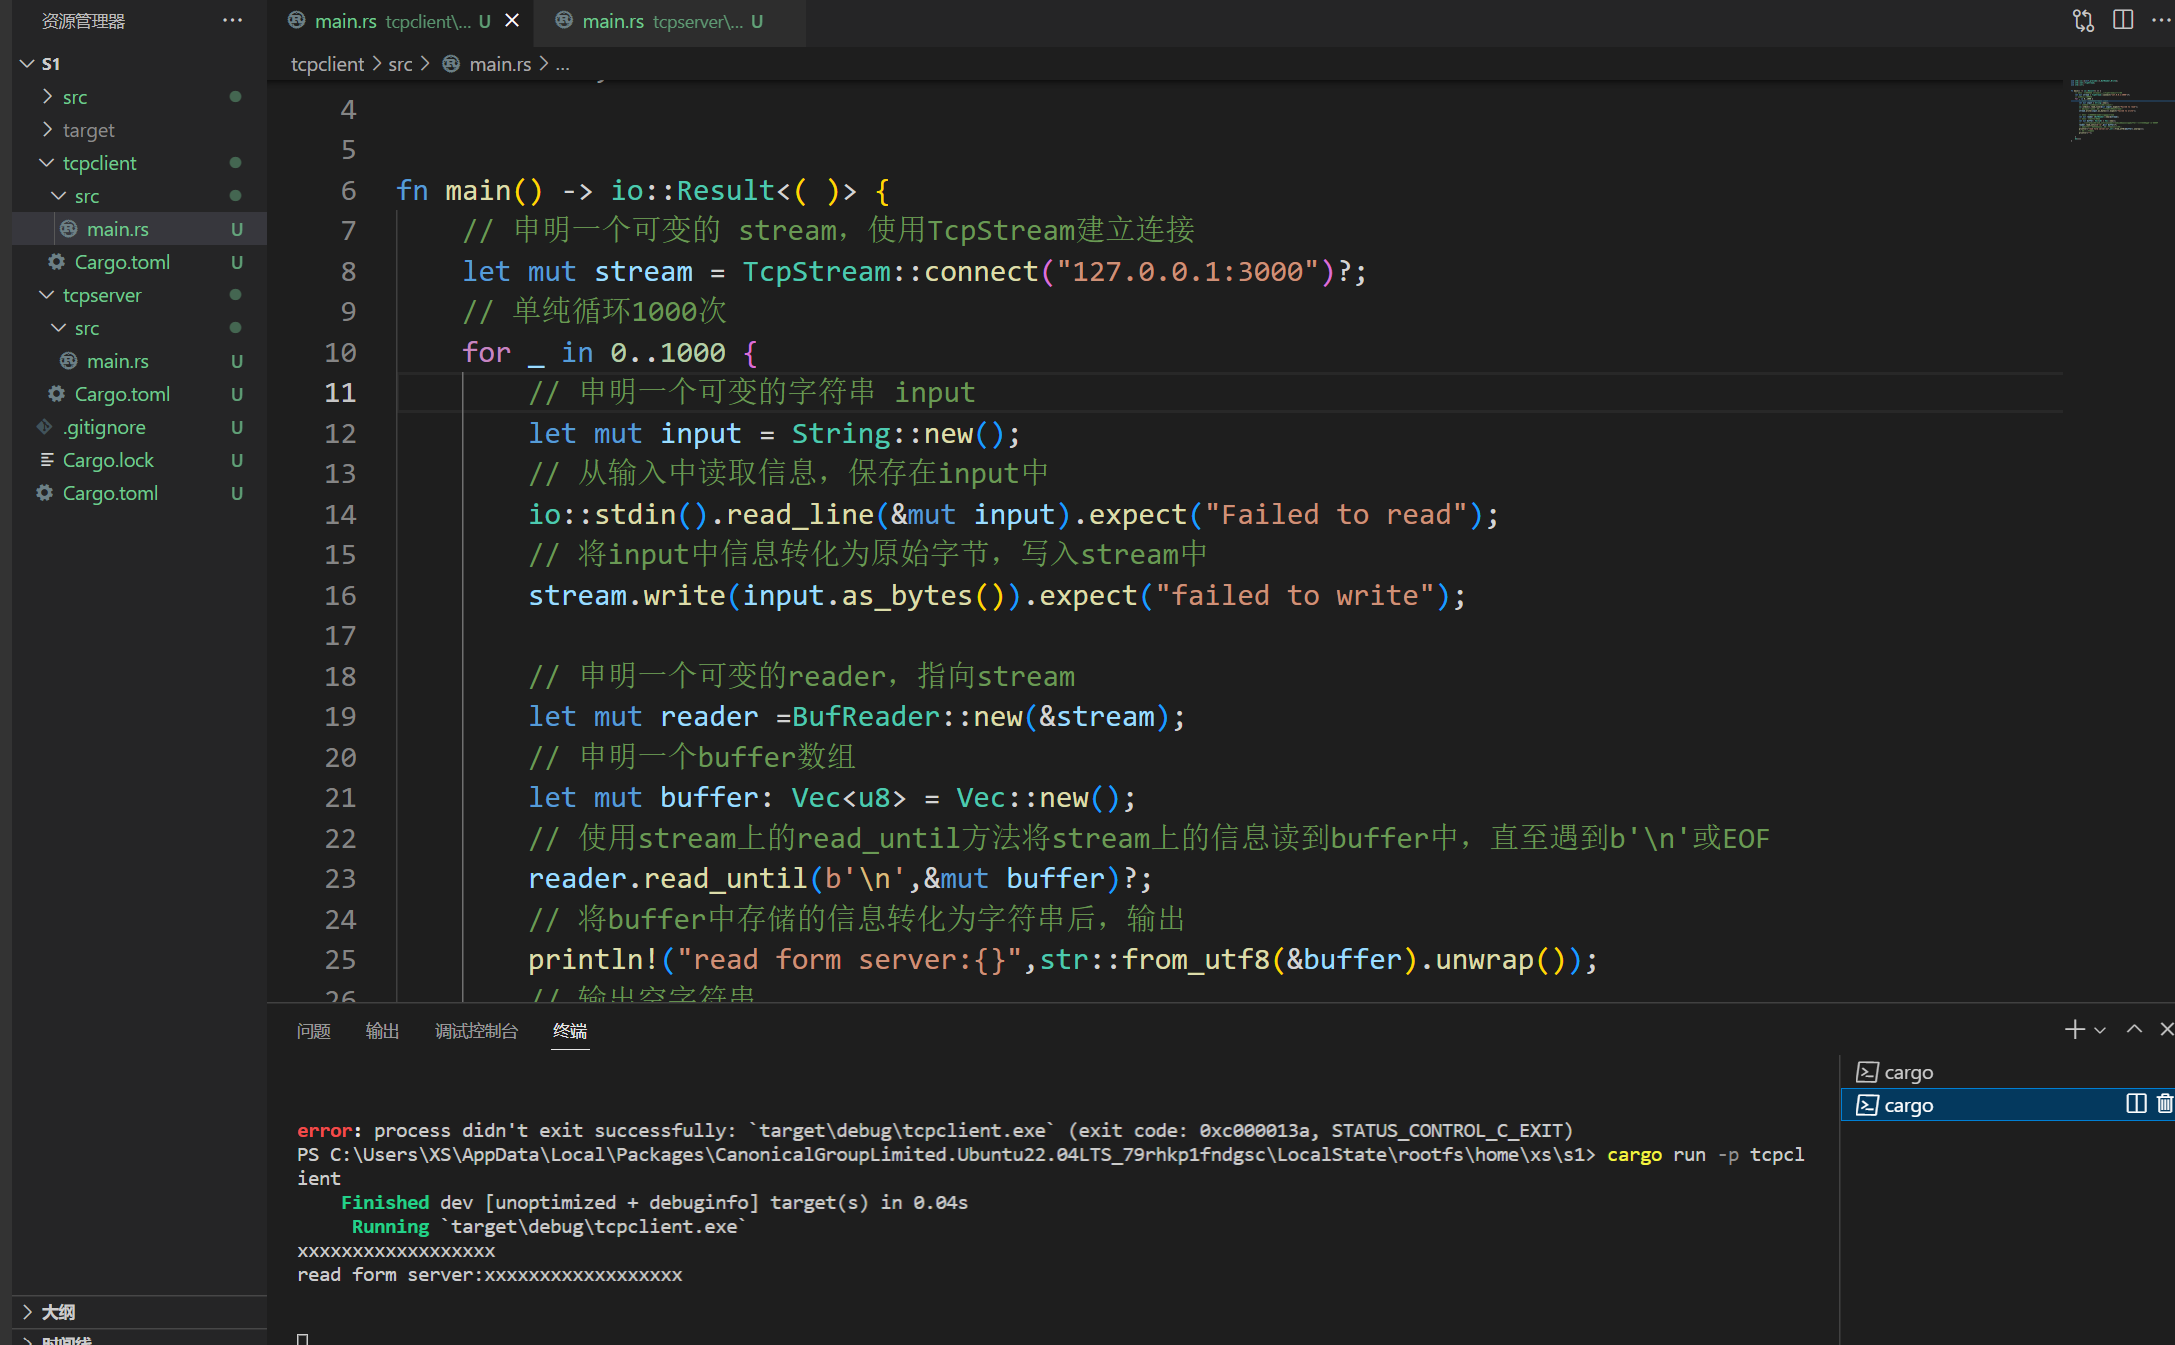 资源管理器 ···
S1
src
target
tcpclient
src
main.rs U
Cargo.toml U
tcpserver
src
main.rs U
Cargo.toml U
.gitignore U
Cargo.lock U
Cargo.toml U
大纲
时间线
main.rs tcpclient\... U
main.rs tcpserver\... U
tcpclient > src > main.rs > ...
4
5
6 fn main() -> io::Result<( )> {
7 // 申明一个可变的 stream，使用TcpStream建立连接
8 let mut stream = TcpStream::connect("127.0.0.1:3000")?;
9 // 单纯循环1000次
10 for _ in 0..1000 {
11 // 申明一个可变的字符串 input
12 let mut input = String::new();
13 // 从输入中读取信息，保存在input中
14 io::stdin().read_line(&mut input).expect("Failed to read");
15 // 将input中信息转化为原始字节，写入stream中
16 stream.write(input.as_bytes()).expect("failed to write");
17
18 // 申明一个可变的reader，指向stream
19 let mut reader =BufReader::new(&stream);
20 // 申明一个buffer数组
21 let mut buffer: Vec<u8> = Vec::new();
22 // 使用stream上的read_until方法将stream上的信息读到buffer中，直至遇到b'\n'或EOF
23 reader.read_until(b'\n',&mut buffer)?;
24 // 将buffer中存储的信息转化为字符串后，输出
25 println!("read form server:{}",str::from_utf8(&buffer).unwrap());
26 // 输出空字符串
问题 输出 调试控制台 终端
error: process didn't exit successfully: `target\debug\tcpclient.exe` (exit code: 0xc000013a, STATUS_CONTROL_C_EXIT)
PS C:\Users\XS\AppData\Local\Packages\CanonicalGroupLimited.Ubuntu22.04LTS_79rhkp1fndgsc\LocalState\rootfs\home\xs\s1> cargo run -p tcpcl
ient
Finished dev [unoptimized + debuginfo] target(s) in 0.04s
Running `target\debug\tcpclient.exe`
xxxxxxxxxxxxxxxxxx
read form server:xxxxxxxxxxxxxxxxxx
cargo
cargo